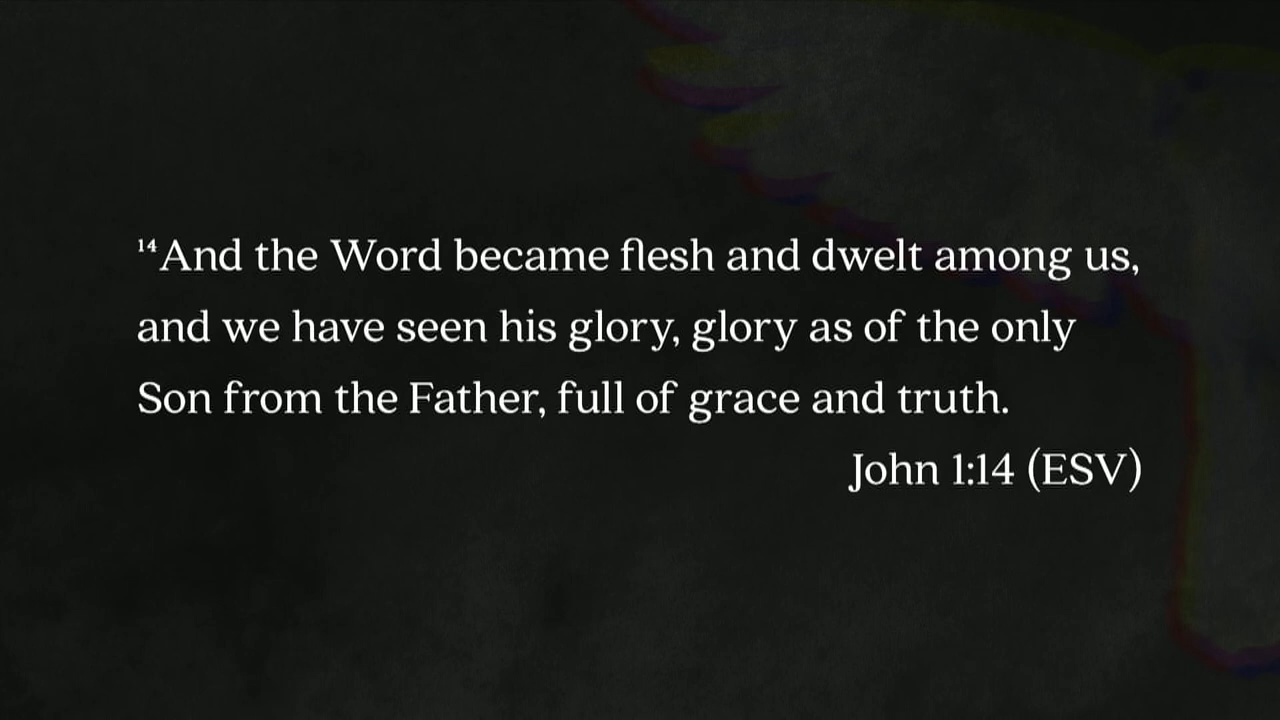 ¹⁴And the Word became flesh and dwelt among us,
and we have seen his glory, glory as of the only
Son from the Father, full of grace and truth.
John 1:14 (ESV)